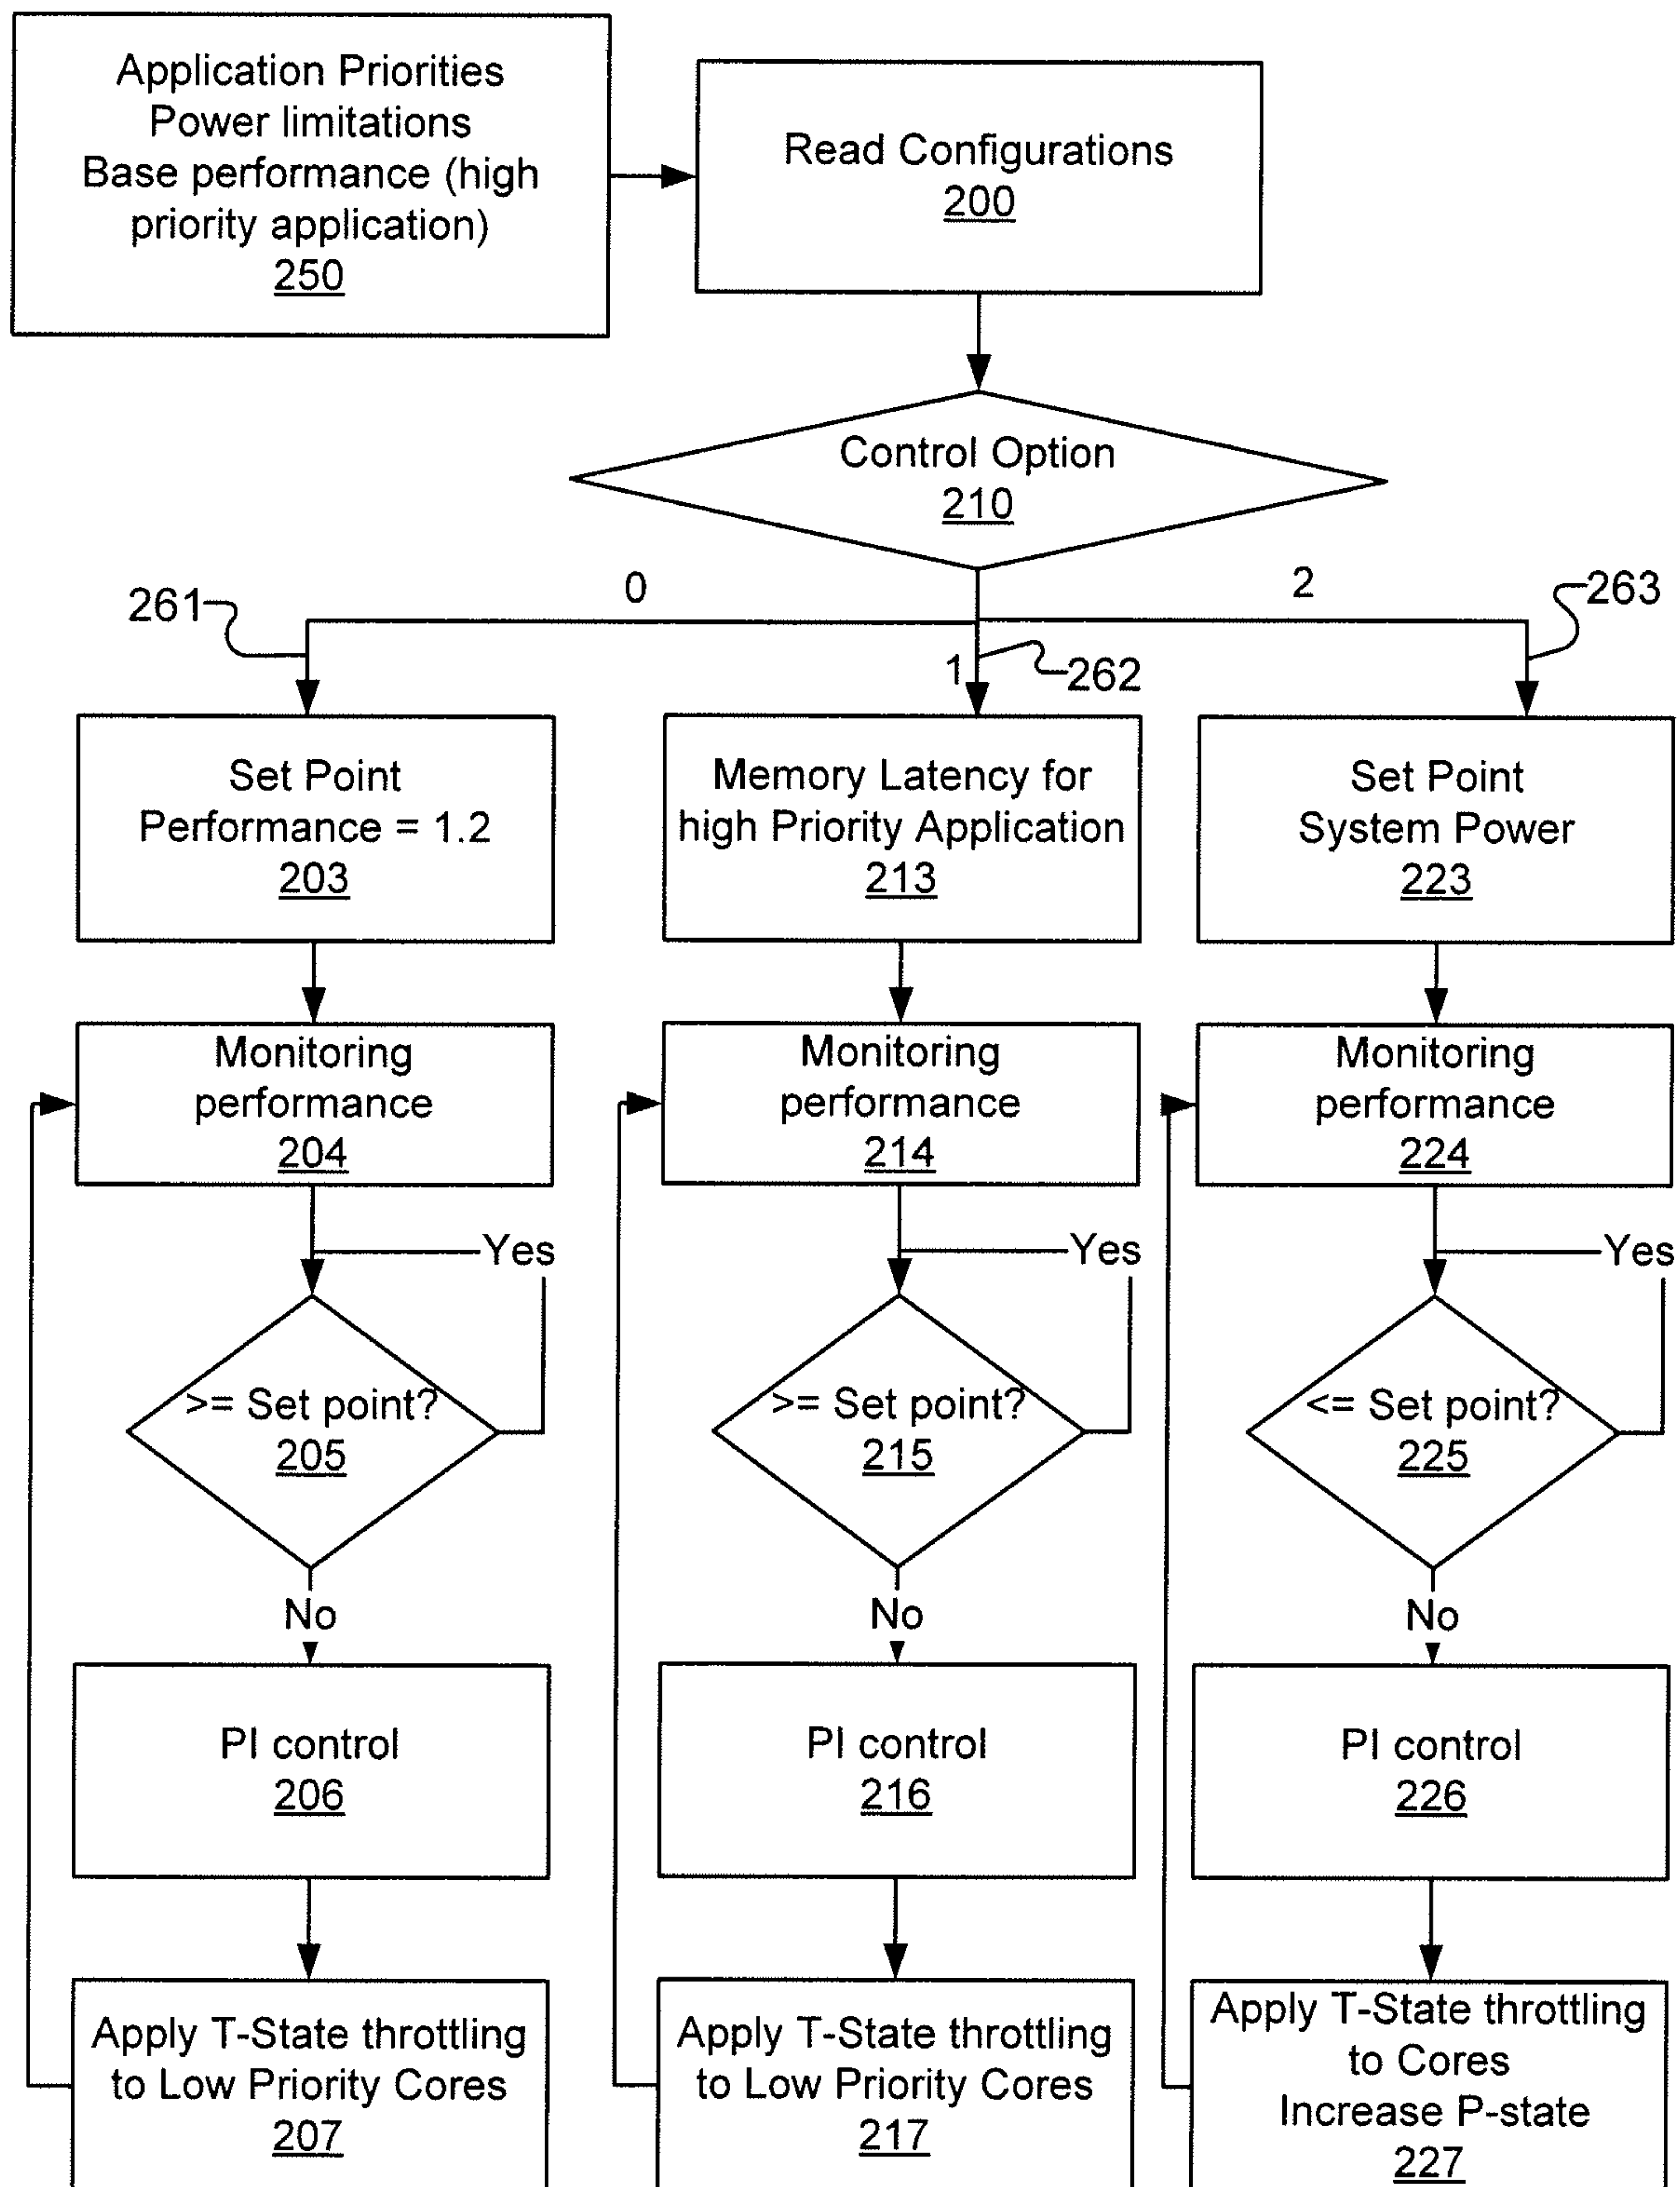 Application Priorities
Power limitations
Base performance (high
priority application)
250
Read Configurations
200
Control Option
210
0
2
261
263
1
262
Set Point
Performance = 1.2
203
Memory Latency for
high Priority Application
213
Set Point
System Power
223
Monitoring
performance
204
Monitoring
performance
214
Monitoring
performance
224
Yes
Yes
Yes
>= Set point?
205
>= Set point?
215
<= Set point?
225
No
No
No
PI control
206
PI control
216
PI control
226
Apply T-State throttling
to Low Priority Cores
207
Apply T-State throttling
to Low Priority Cores
217
Apply T-State throttling
to Cores
Increase P-state
227